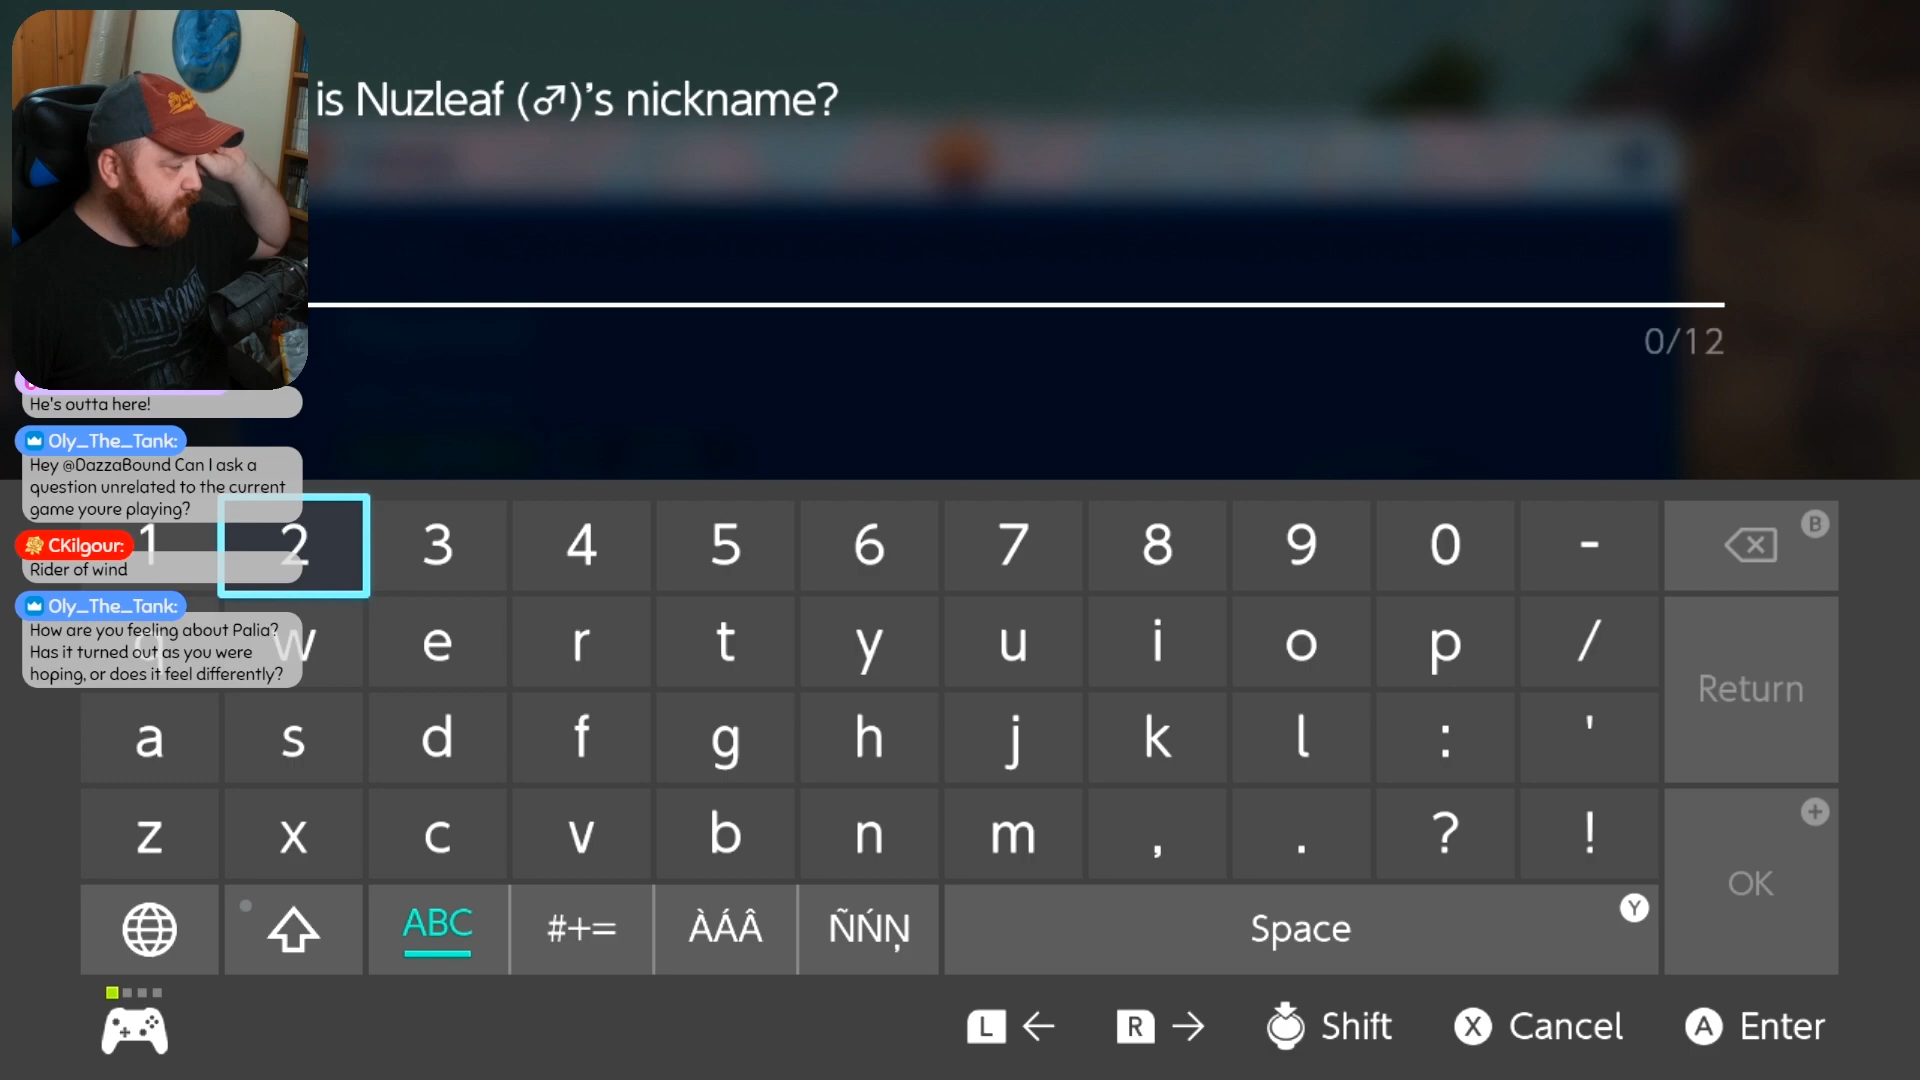 is Nuzleaf (♂)'s nickname?
0/12
He's outta here!
Oly_The_Tank:
Hey @DazzaBound Can I ask a
question unrelated to the current
game youre playing?
CKilgour:
Rider of wind
Oly_The_Tank:
How are you feeling about Palia?
Has it turned out as you were
hoping, or does it feel differently?
1 2 3 4 5 6 7 8 9 0 - B
q w e r t y u i o p / Return
a s d f g h j k l : '
z x c v b n m , . ? ! + OK
ABC #+= ÀÁÂ ÑŃŅ Space Y
L ← R → Shift X Cancel A Enter